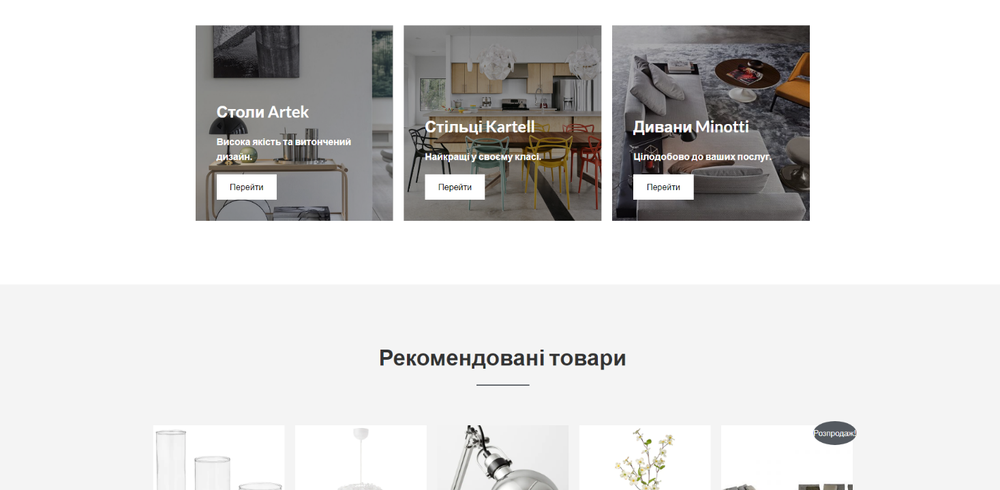 Столи Artek
Висока якість та витончений
дизайн.
Перейти
Стільці Kartell
Найкращі у своєму класі.
Перейти
Дивани Minotti
Цілодобово до ваших послуг.
Перейти
Рекомендовані товари
Розпродаж!